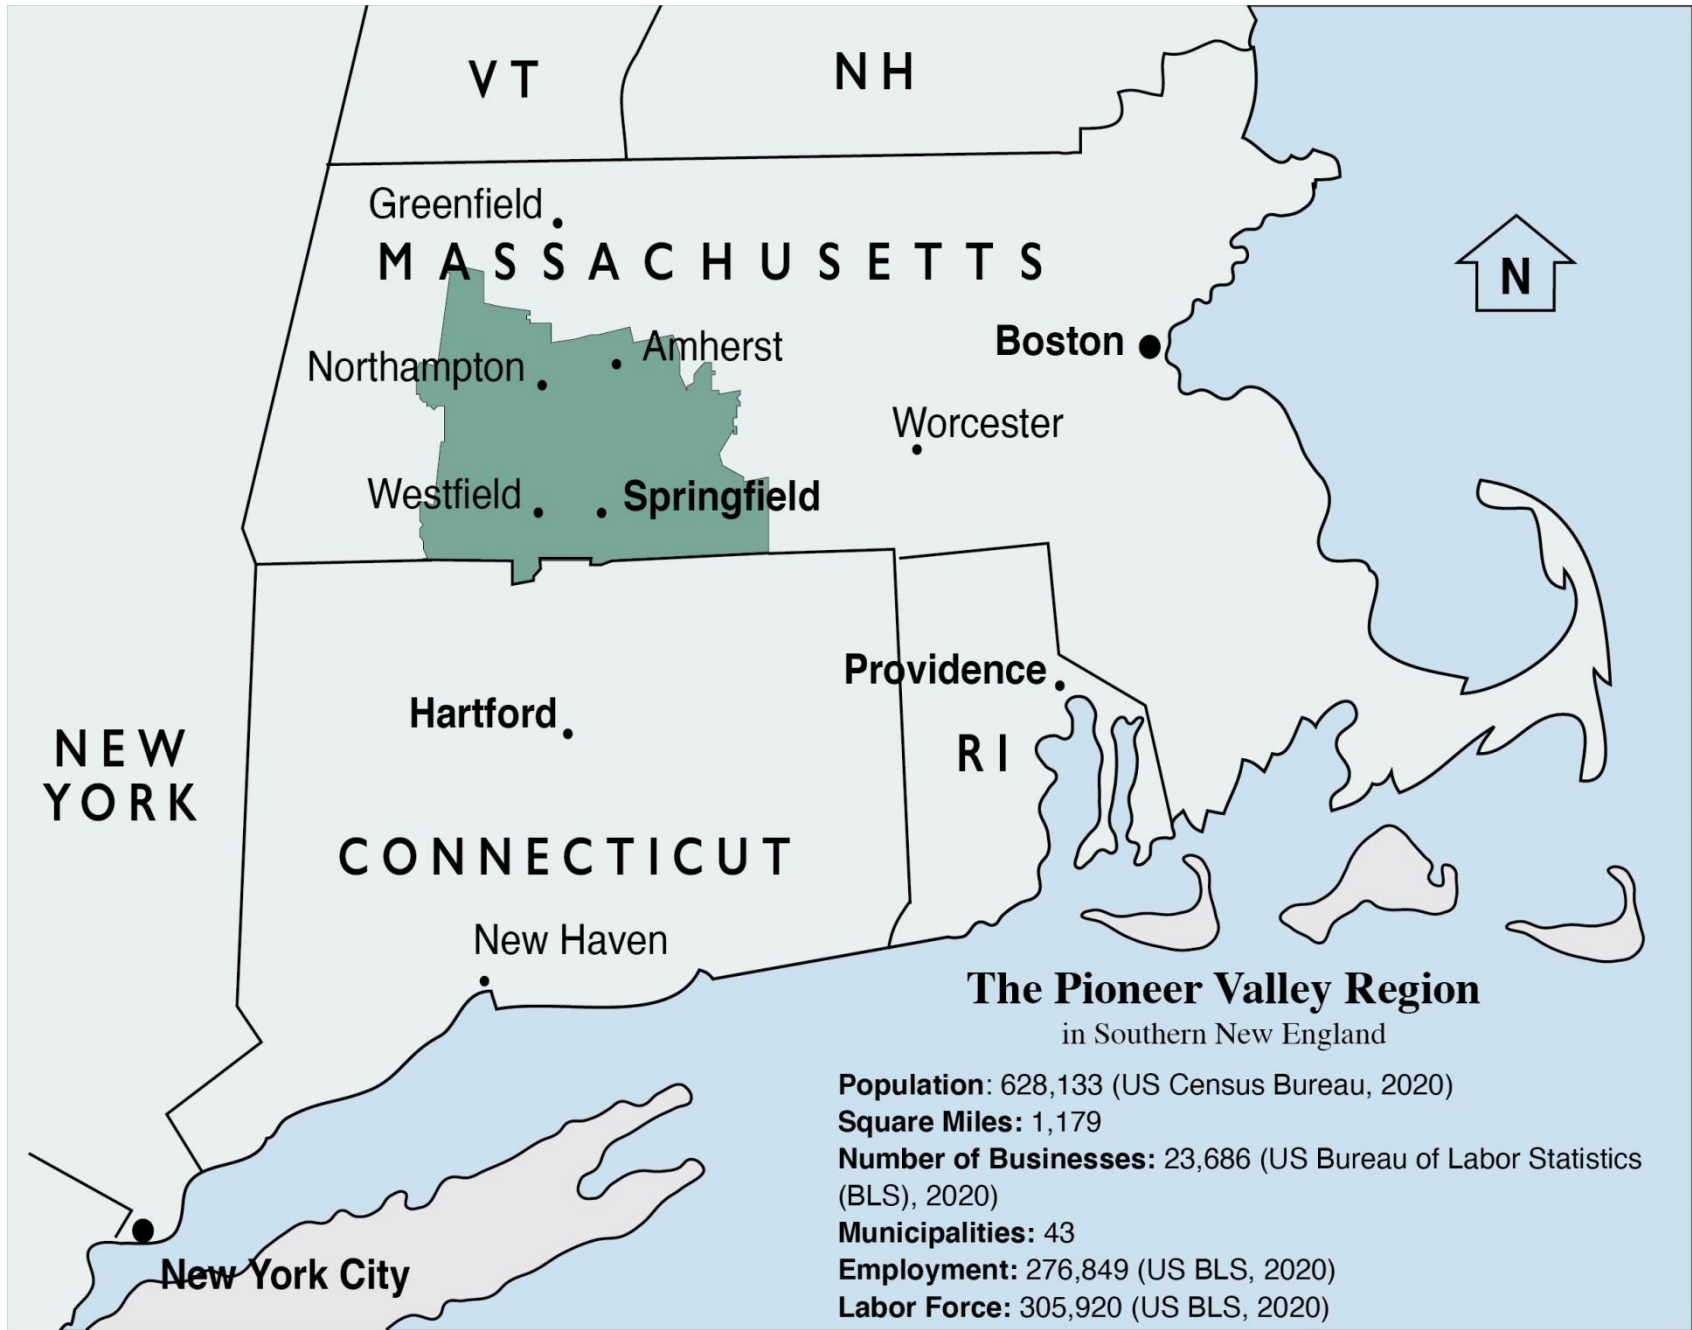 VT
NH
Greenfield
MASSACHUSETTS
N
Boston
Amherst
Northampton
Worcester
Westfield
Springfield
Providence
Hartford
RI
NEW
YORK
CONNECTICUT
New Haven
The Pioneer Valley Region
in Southern New England
Population: 628,133 (US Census Bureau, 2020)
Square Miles: 1,179
Number of Businesses: 23,686 (US Bureau of Labor Statistics
(BLS), 2020)
Municipalities: 43
Employment: 276,849 (US BLS, 2020)
Labor Force: 305,920 (US BLS, 2020)
New York City